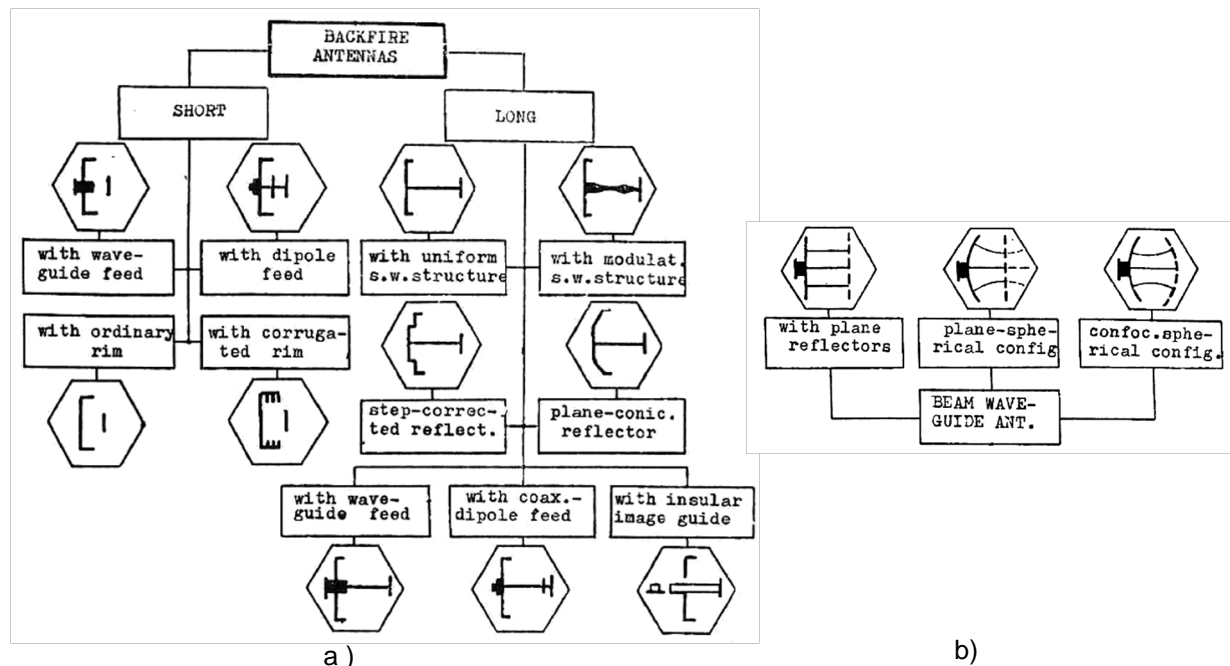 BACKFIRE
ANTENNAS
SHORT
LONG
with wave-
guide feed
with dipole
feed
with uniform
s.w.structure
with modulat.
s.w.structure
with ordinary
rim
with corruga-
ted rim
step-correc-
ted reflect.
plane-conic.
reflector
with wave-
guide feed
with coax.-
dipole feed
with insular
image guide
a )
with plane
reflectors
plane-sphe-
rical config
confoc.sphe-
rical config.
BEAM WAVE-
GUIDE ANT.
b)